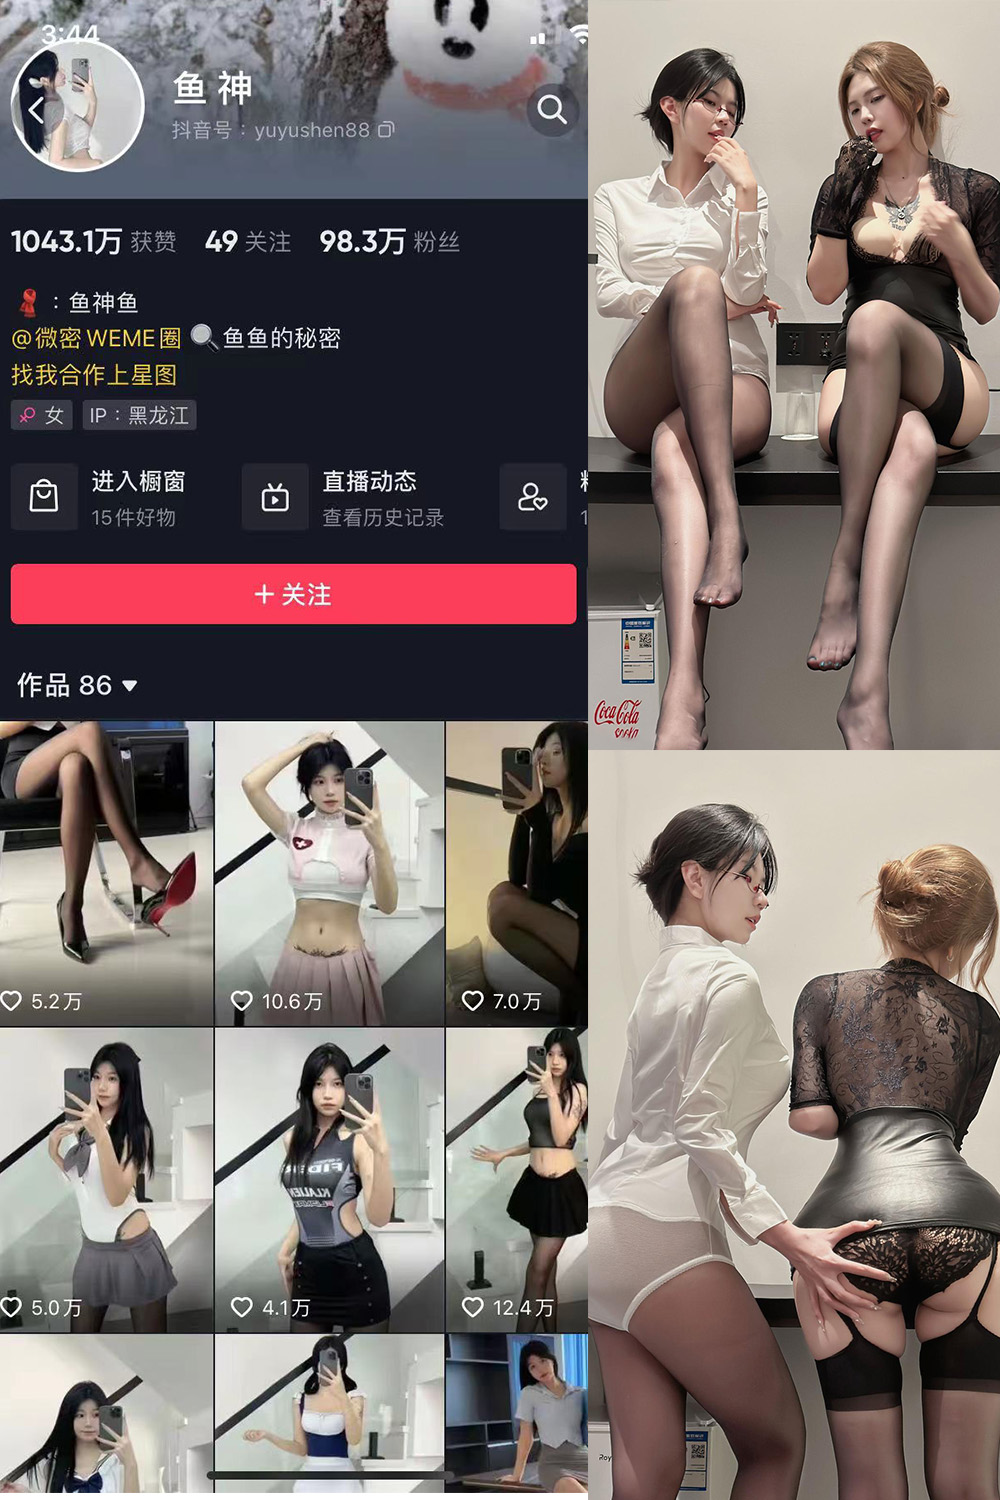 3:44
鱼神
抖音号：yuyushen88
1043.1万 获赞 49 关注 98.3万 粉丝
：鱼神鱼
@微密WEME圈 鱼鱼的秘密
找我合作上星图
女 IP：黑龙江
进入橱窗
15件好物
直播动态
查看历史记录
+ 关注
作品 86
5.2万
10.6万
7.0万
5.0万
4.1万
12.4万
Coca Cola